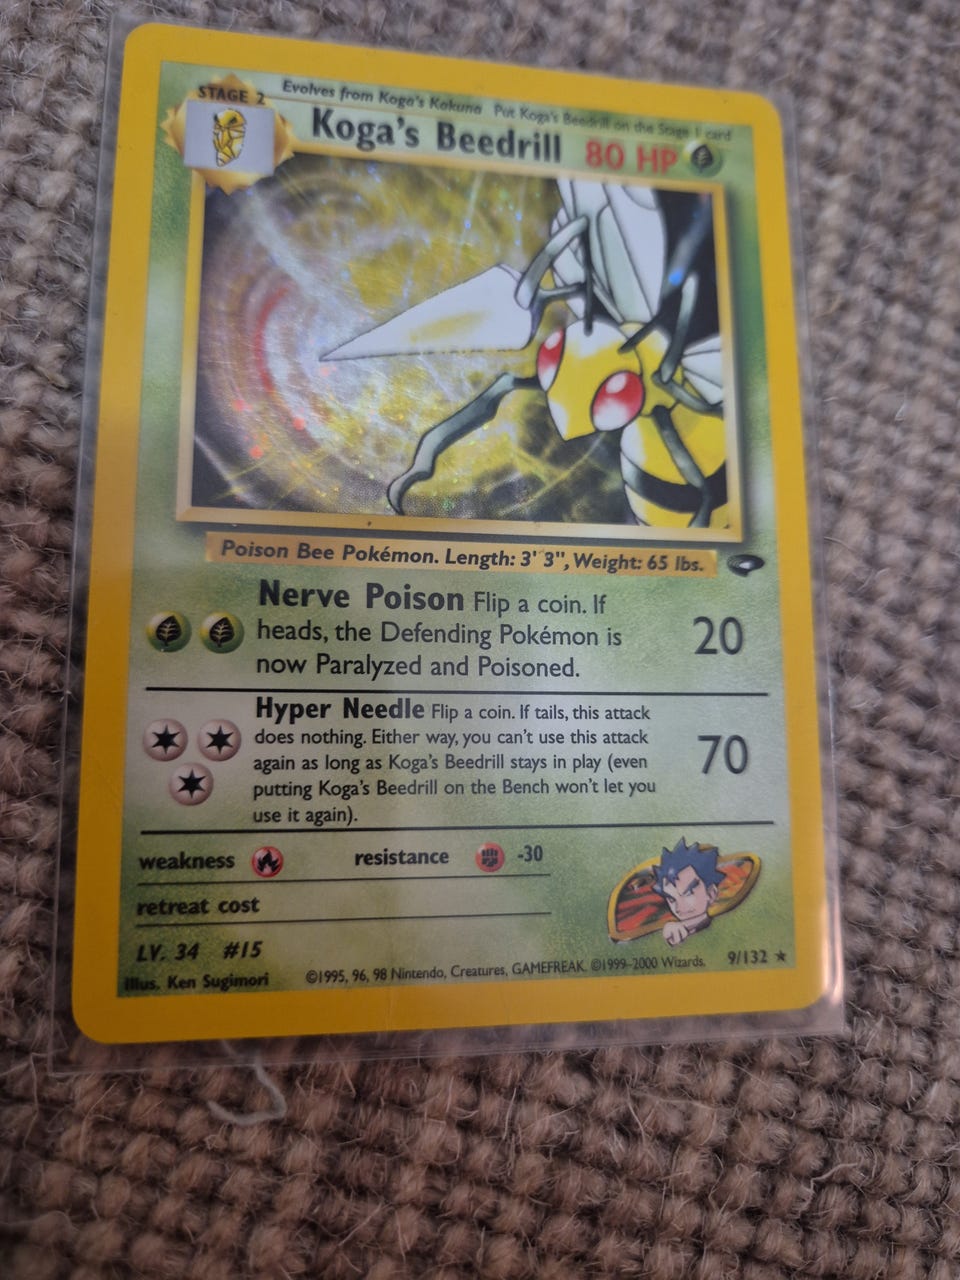 STAGE 2
Evolves from Koga's Kakuna Put Koga's Beedrill on the Stage 1 card
Koga's Beedrill 80 HP
Poison Bee Pokémon. Length: 3' 3", Weight: 65 lbs.
Nerve Poison Flip a coin. If
heads, the Defending Pokémon is
now Paralyzed and Poisoned.
20
Hyper Needle Flip a coin. If tails, this attack
does nothing. Either way, you can't use this attack
again as long as Koga's Beedrill stays in play (even
putting Koga's Beedrill on the Bench won't let you
use it again).
70
weakness resistance -30
retreat cost
LV. 34 #15
Illus. Ken Sugimori ©1995, 96, 98 Nintendo, Creatures, GAMEFREAK. ©1999-2000 Wizards. 9/132 ★